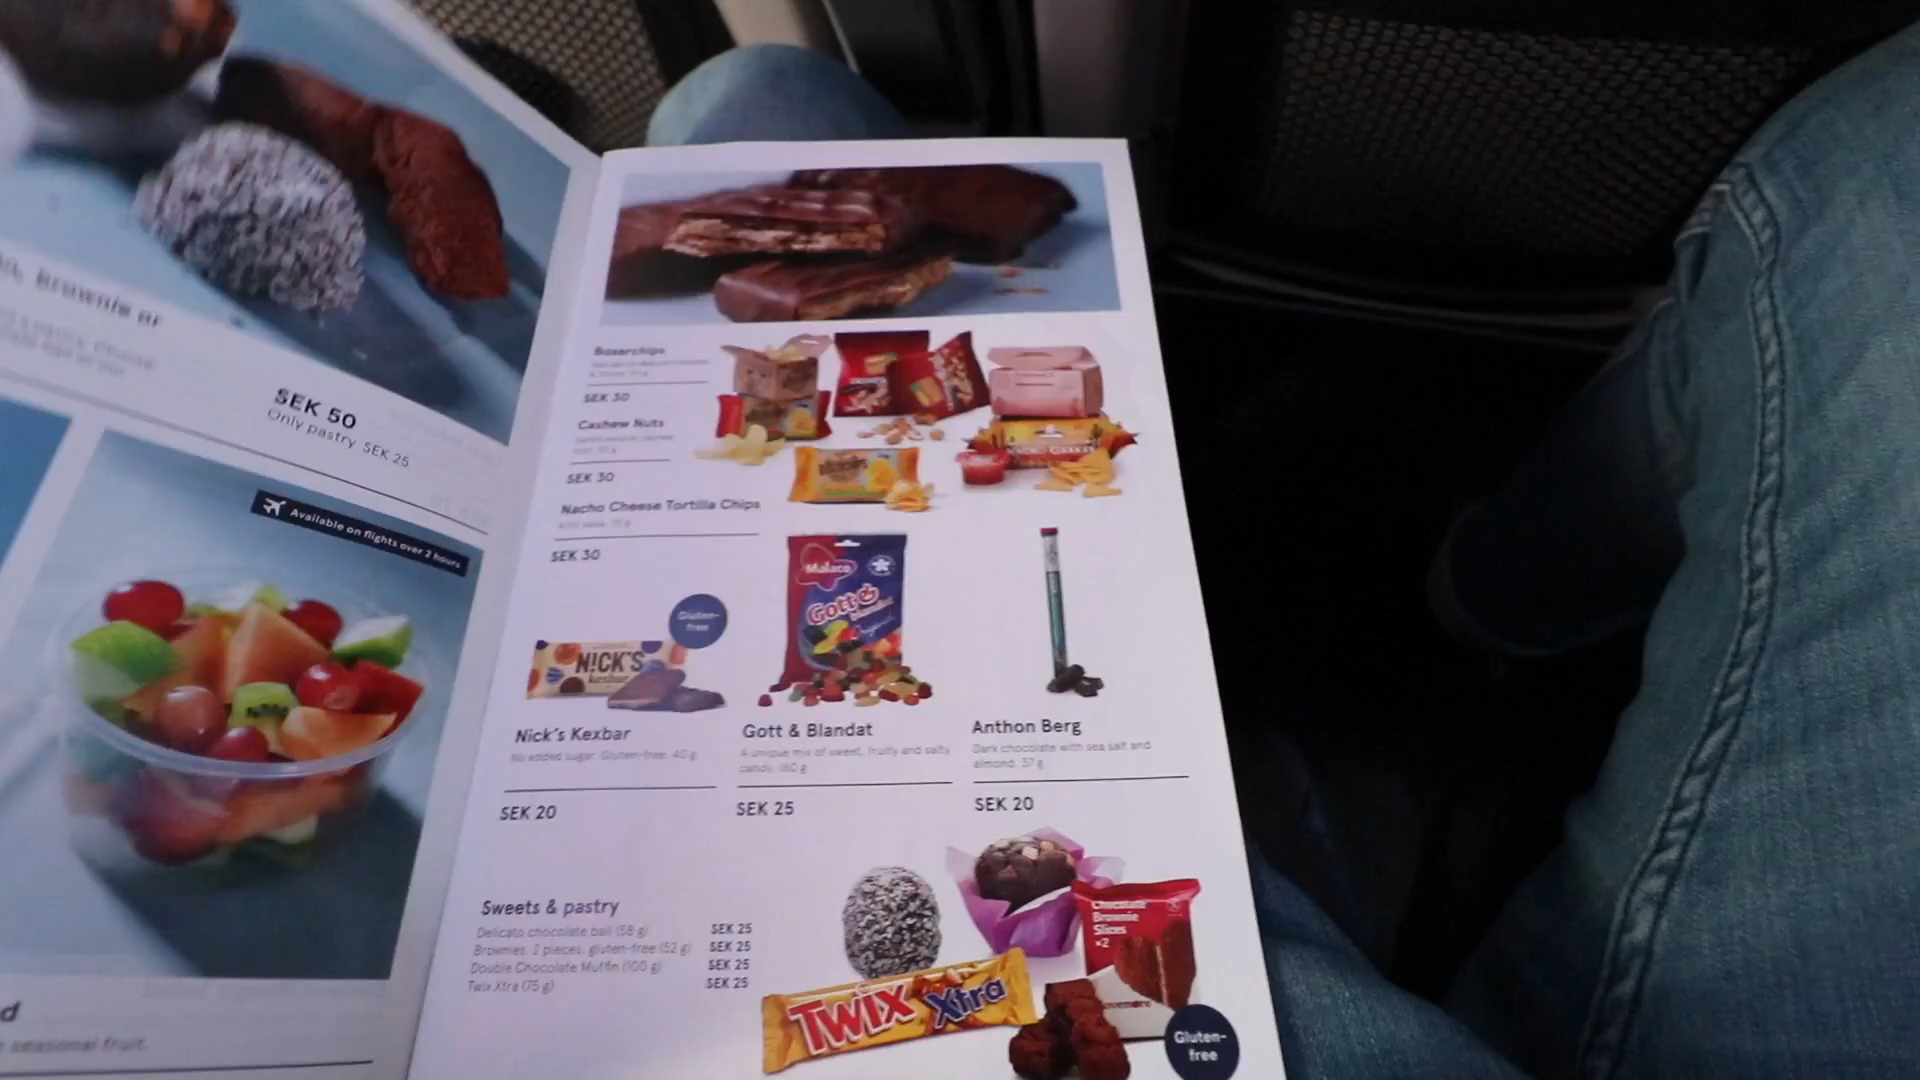 Brownie or
SEK 50
Only pastry SEK 25
Available on flights over 2 hours
d
seasonal fruit.
Boxerchips
SEK 30
Cashew Nuts
SEK 30
Nacho Cheese Tortilla Chips
SEK 30
Gluten-
free
N!CK'S
kexbar
Malaco
Gott &
blandat
Original
Nick's Kexbar
No added sugar. Gluten-free. 40 g
SEK 20
Gott & Blandat
A unique mix of sweet, fruity and salty
candy. 160 g
SEK 25
Anthon Berg
Dark chocolate with sea salt and
almond. 37 g
SEK 20
Sweets & pastry
Delicato chocolate ball (58 g) SEK 25
Brownies, 2 pieces, gluten-free (52 g) SEK 25
Double Chocolate Muffin (100 g) SEK 25
Twix Xtra (75 g) SEK 25
Chocolate
Brownie
Slices
x2
TWIX Xtra
Gluten-
free